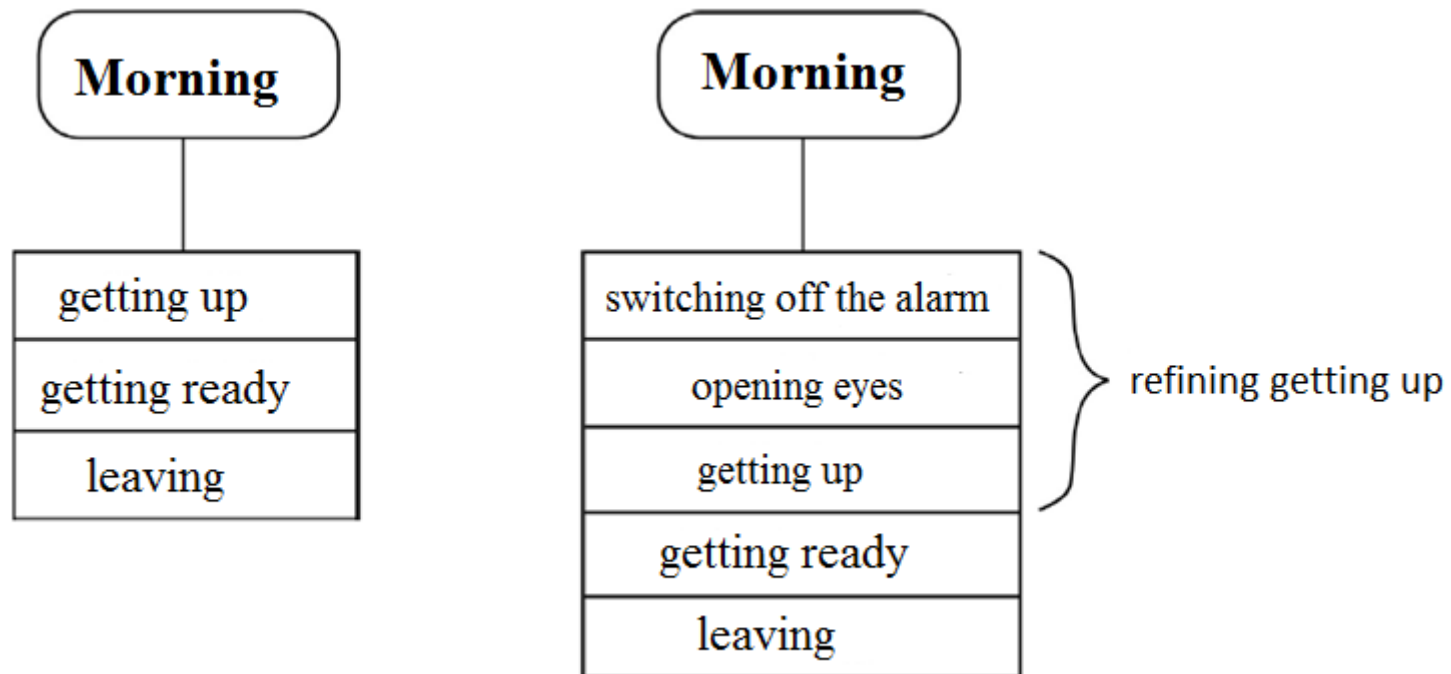 Morning
getting up
getting ready
leaving
Morning
switching off the alarm
opening eyes
getting up
getting ready
leaving
refining getting up